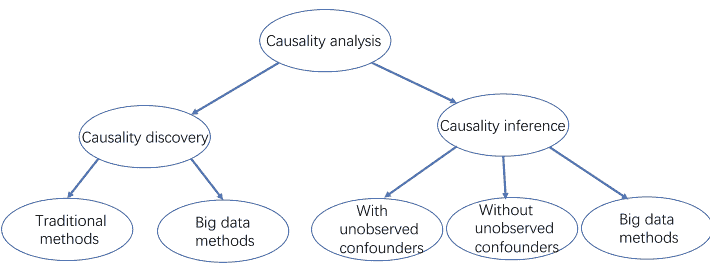 Causality analysis
Causality discovery
Causality inference
Traditional
methods
Big data
methods
With
unobserved
confounders
Without
unobserved
confounders
Big data
methods